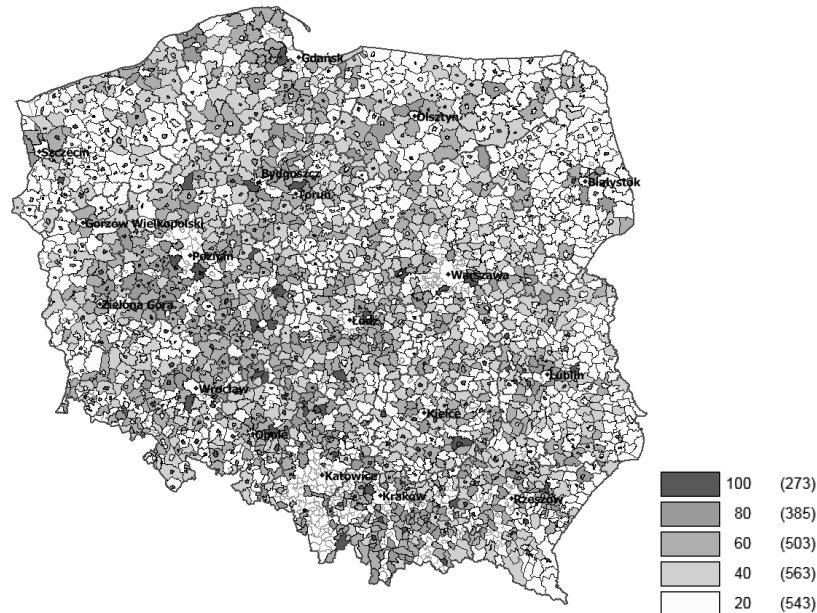 Gdańsk
Olsztyn
Szczecin
Bydgoszcz
Białystok
Toruń
Gorzów Wielkopolski
Poznań
Warszawa
Zielona Góra
Łódź
Lublin
Wrocław
Kielce
Opole
Katowice
Kraków
Rzeszów
100 (273)
80 (385)
60 (503)
40 (563)
20 (543)